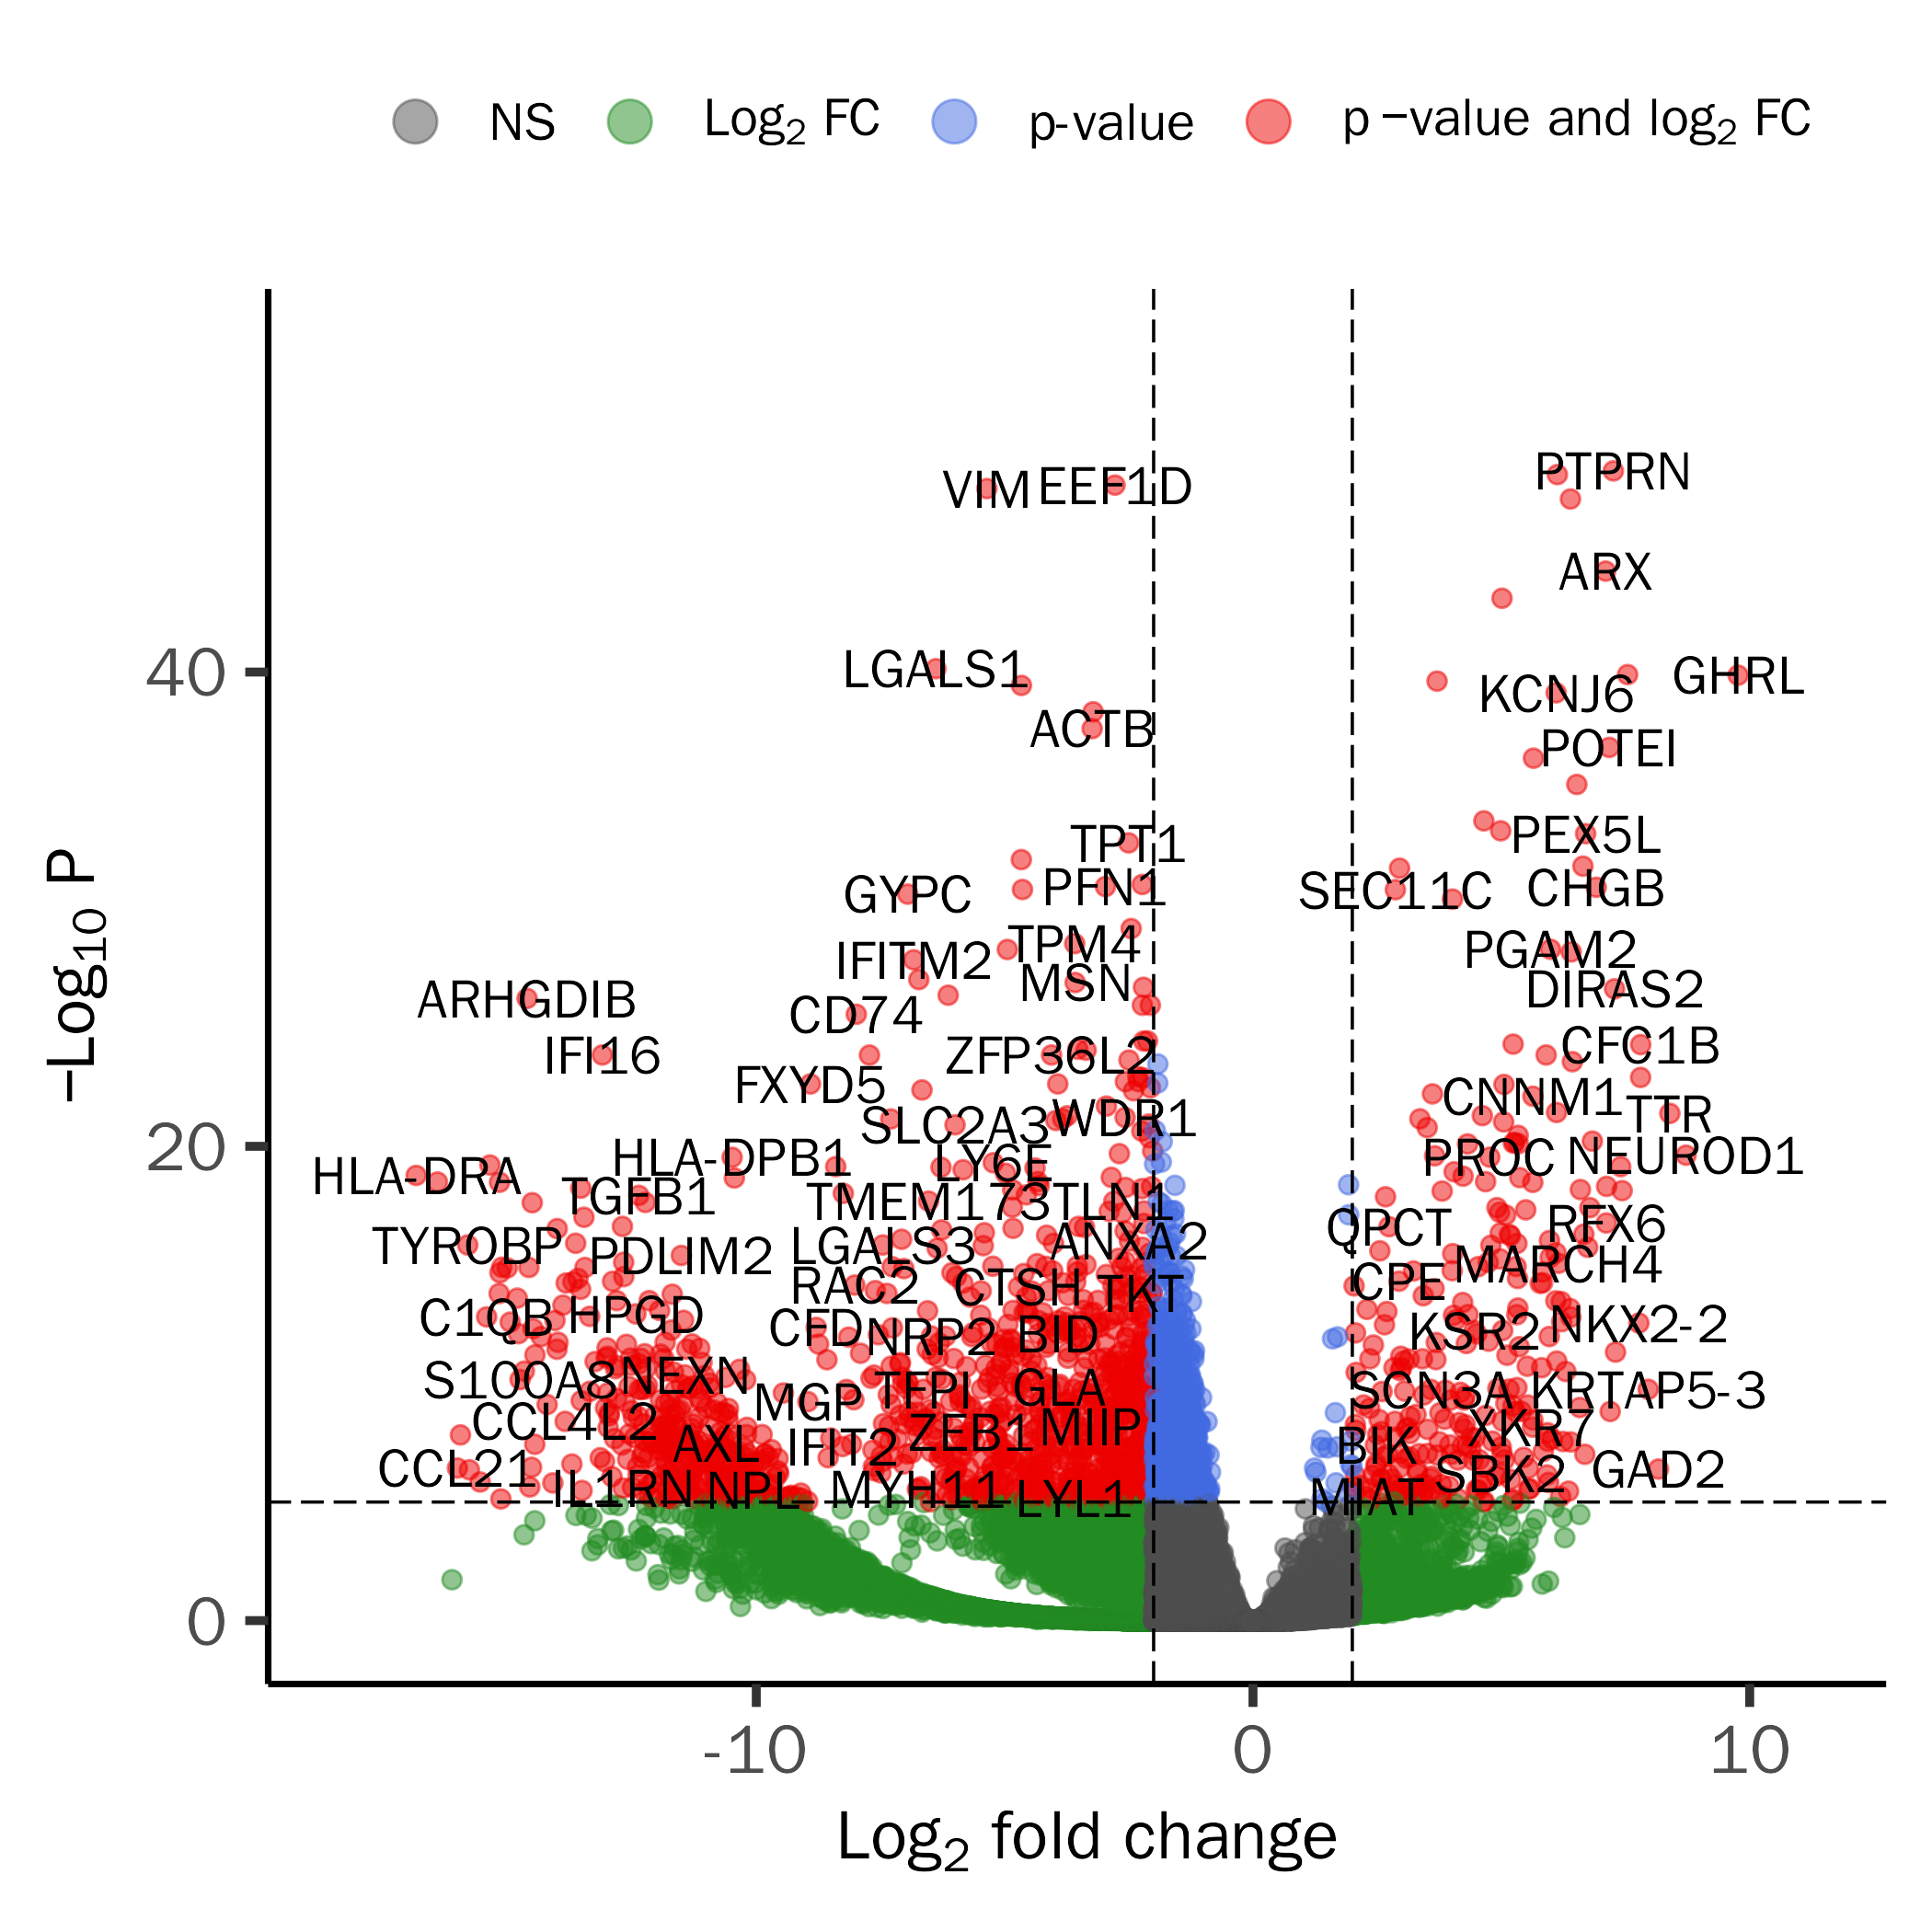 NS Log2 FC p-value p −value and log2 FC
PTPRN
VIM EEF1D
ARX
LGALS1 GHRL
40
KCNJ6
ACTB
POTEI
TPT1
PEX5L
GYPC PFN1 SEC11C CHGB
TPM4 PGAM2
IFITM2
MSN
ARHGDIB DIRAS2
CD74
CFC1B
IFI16 ZFP36L2
FXYD5 CNNM1
SLC2A3 WDR1 TTR
20
HLA-DPB1 LY6E PROC NEUROD1
HLA-DRA
TGFB1 TMEM173 TLN1
QPCT RFX6
TYROBP PDLIM2 LGALS3 ANXA2
MARCH4
RAC2 CTSH TKT CPE
C1QB HPGD
CFD NRP2 BID KSR2 NKX2-2
S100A8 NEXN
MGP TFPI GLA SCN3A KRTAP5-3
CCL4L2 ZEB1 MIIP XKR7
AXL IFIT2 BIK
CCL21 SBK2 GAD2
IL1RN NPL MYH11 LYL1 MIAT
0
-10 0 10
Log2 fold change
−Log10 P